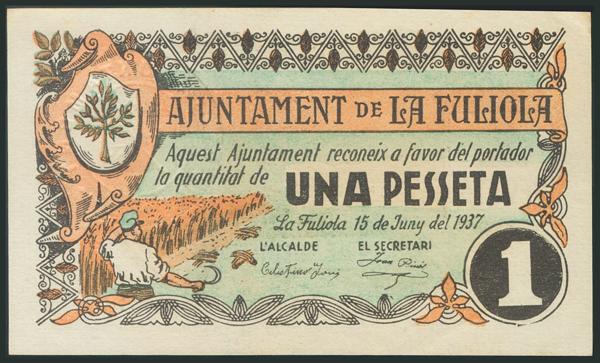 AJUNTAMENT DE LA FULIOLA
Aquest Ajuntament reconeix a favor del portador
la quantitat de UNA PESSETA
La Fuliola 15 de Juny del 1937
L'ALCALDE EL SECRETARI
1